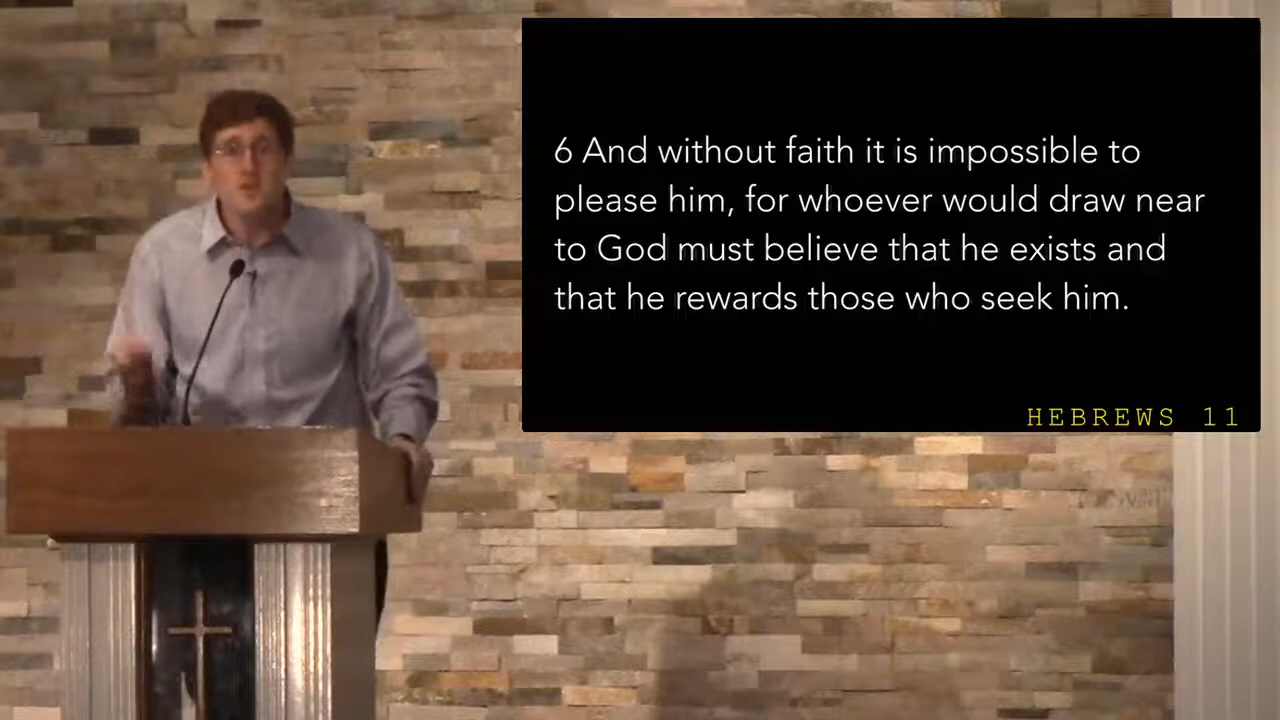 6 And without faith it is impossible to
please him, for whoever would draw near
to God must believe that he exists and
that he rewards those who seek him.
HEBREWS 11